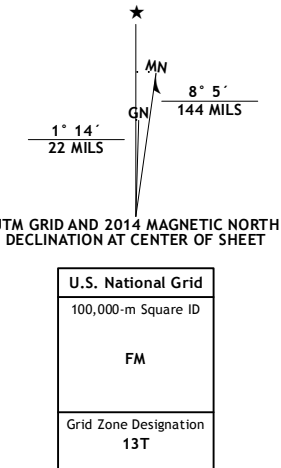 ★
MN
8° 5´
144 MILS
GN
1° 14´
22 MILS
UTM GRID AND 2014 MAGNETIC NORTH
DECLINATION AT CENTER OF SHEET
U.S. National Grid
100,000-m Square ID
FM
Grid Zone Designation
13T